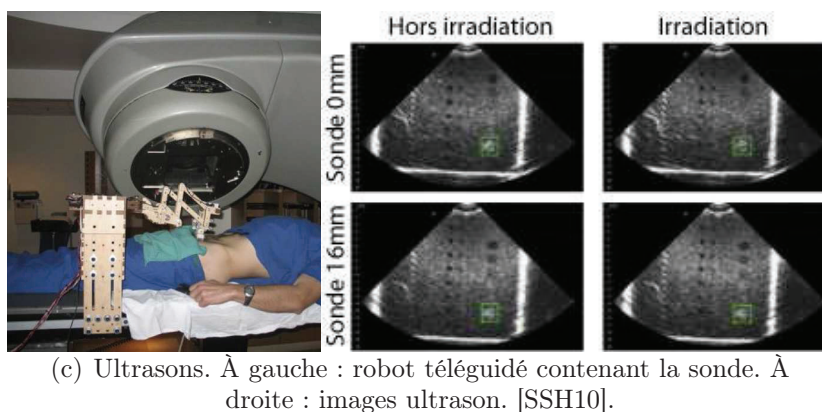 Hors irradiation
Irradiation
Sonde 0mm
Sonde 16mm
(c) Ultrasons. À gauche : robot téléguidé contenant la sonde. À
droite : images ultrason. [SSH10].